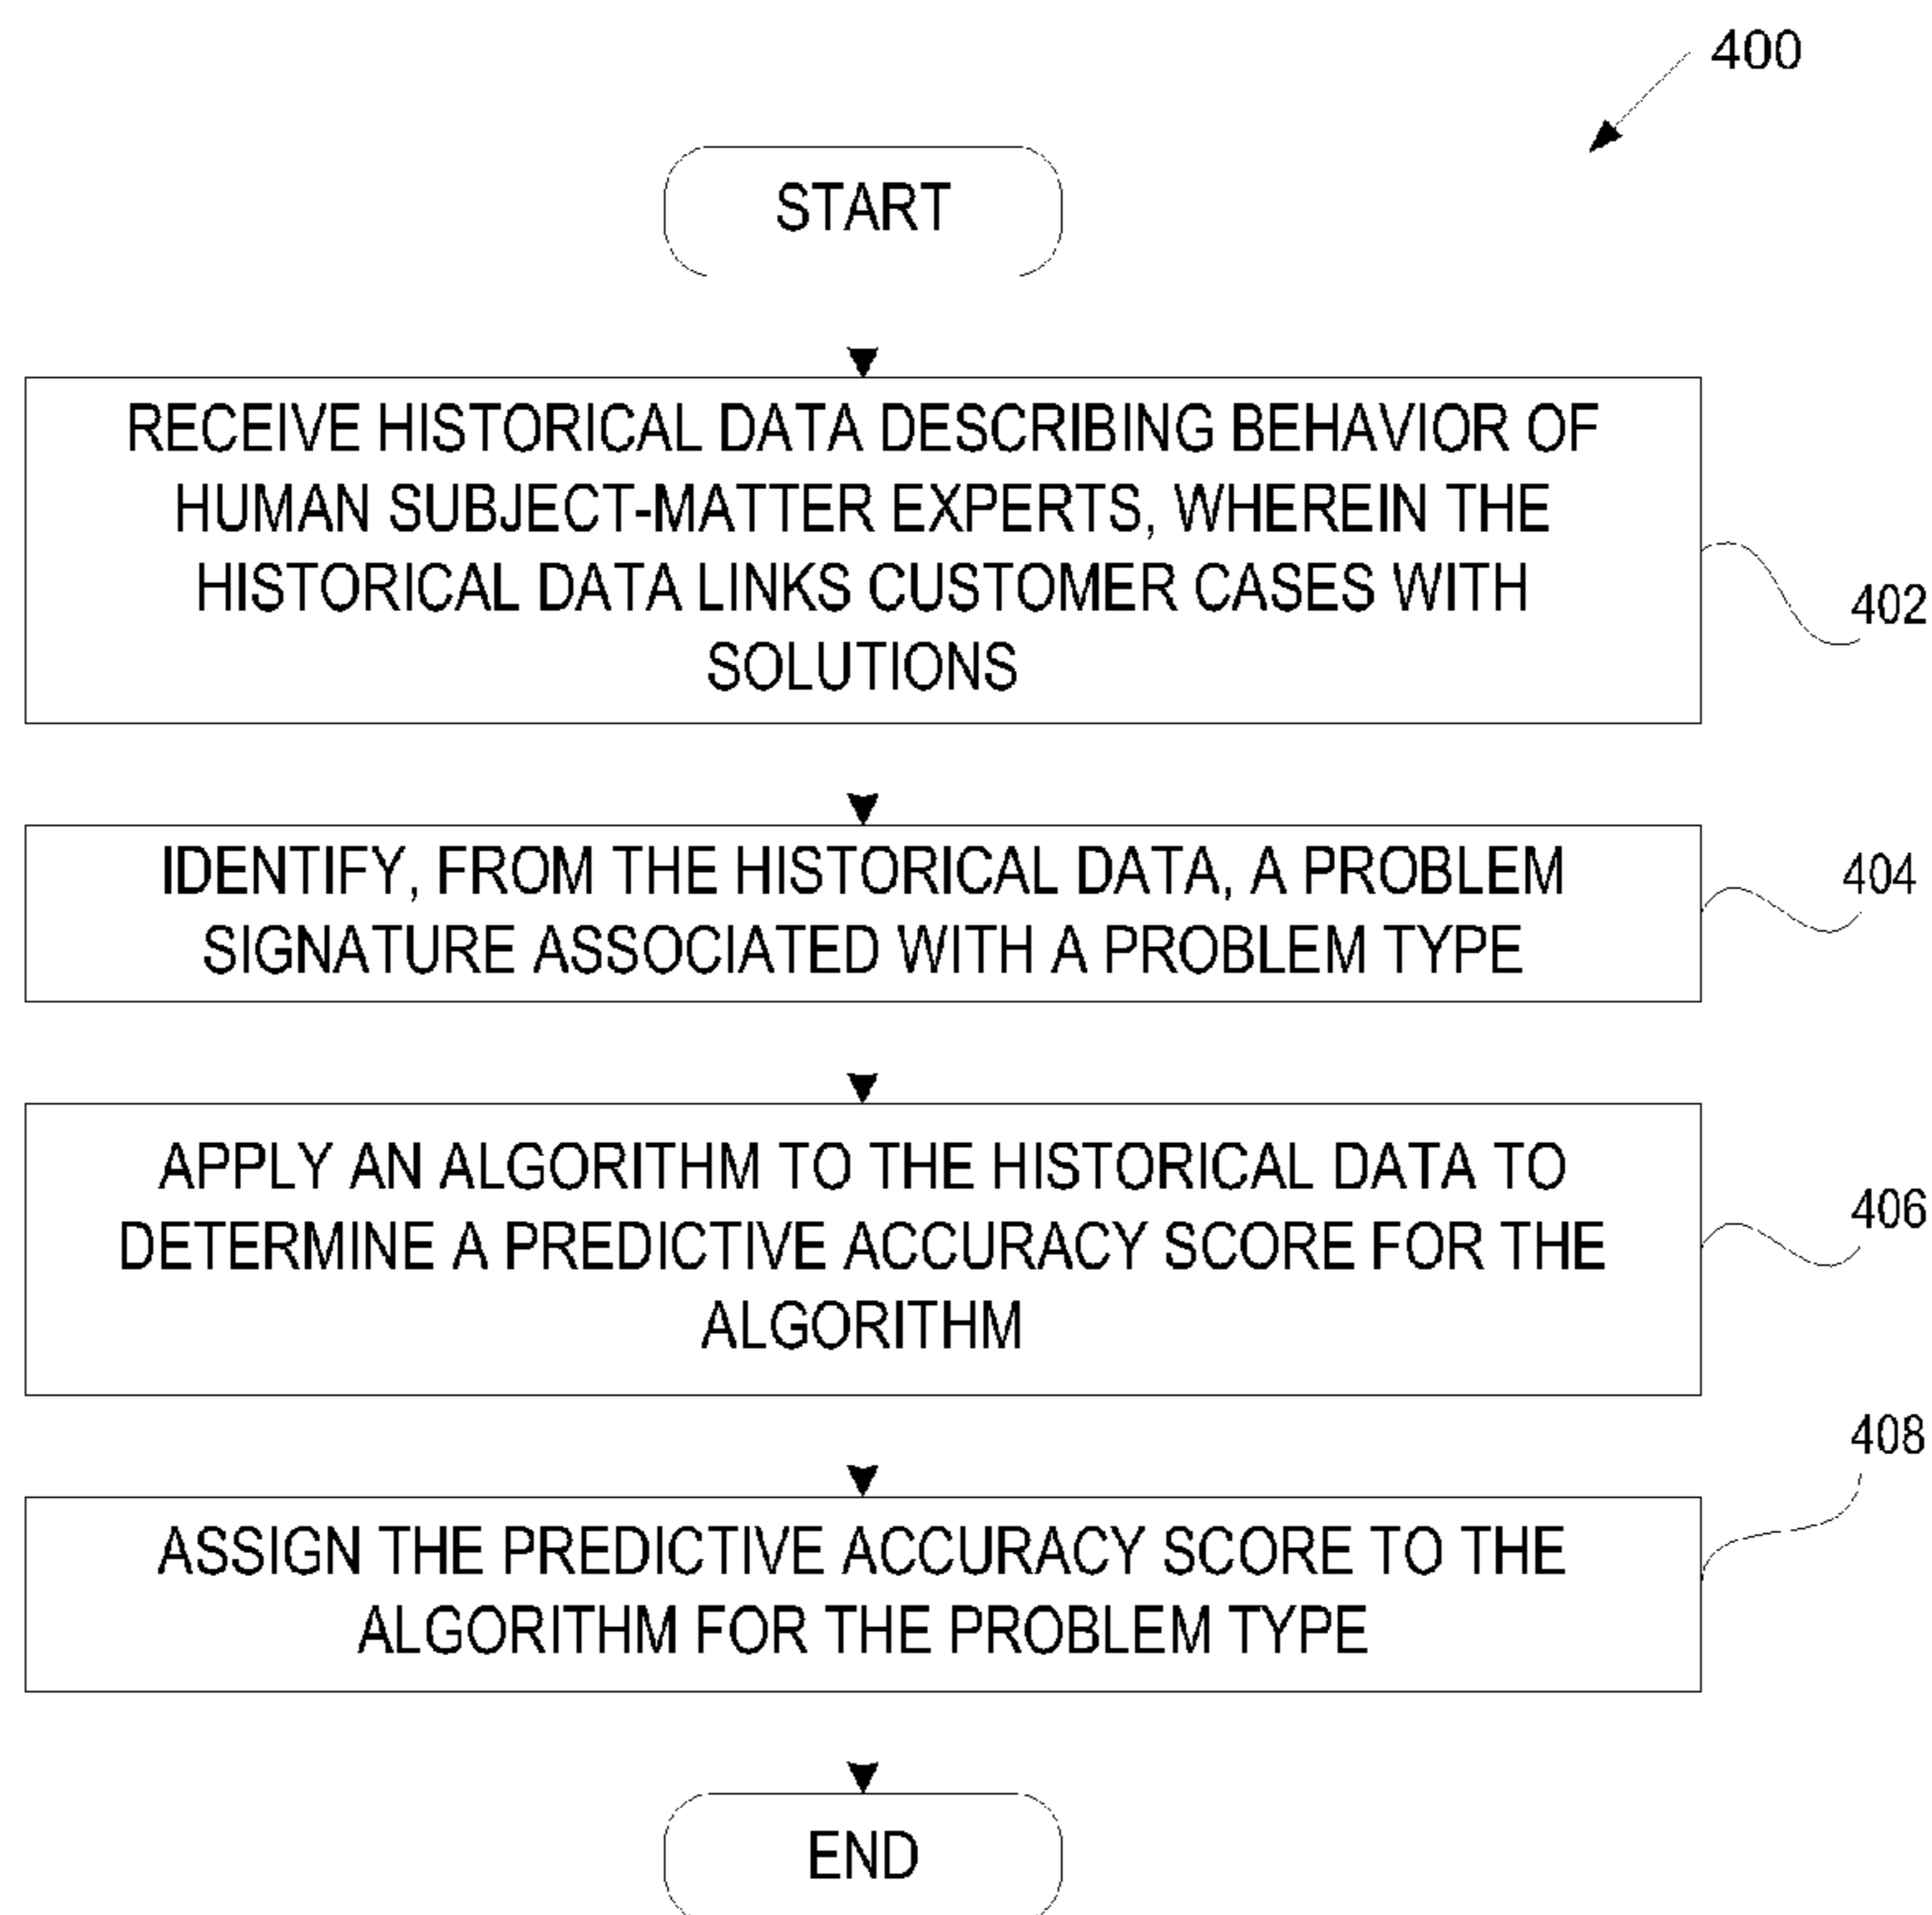 400
START
RECEIVE HISTORICAL DATA DESCRIBING BEHAVIOR OF
HUMAN SUBJECT-MATTER EXPERTS, WHEREIN THE
HISTORICAL DATA LINKS CUSTOMER CASES WITH
SOLUTIONS
402
IDENTIFY, FROM THE HISTORICAL DATA, A PROBLEM
SIGNATURE ASSOCIATED WITH A PROBLEM TYPE
404
APPLY AN ALGORITHM TO THE HISTORICAL DATA TO
DETERMINE A PREDICTIVE ACCURACY SCORE FOR THE
ALGORITHM
406
408
ASSIGN THE PREDICTIVE ACCURACY SCORE TO THE
ALGORITHM FOR THE PROBLEM TYPE
END